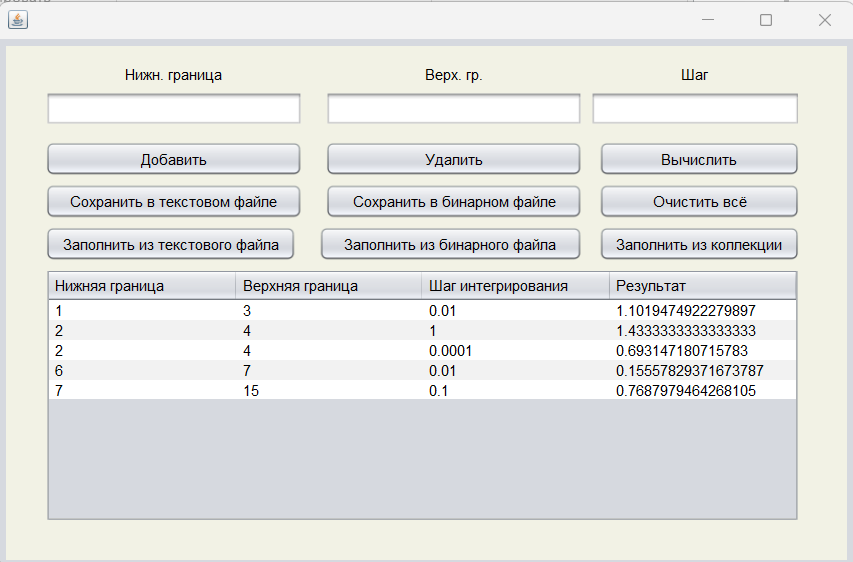 Нижн. граница Верх. гр. Шаг
Добавить Удалить Вычислить
Сохранить в текстовом файле Сохранить в бинарном файле Очистить всё
Заполнить из текстового файла Заполнить из бинарного файла Заполнить из коллекции
Нижняя граница Верхняя граница Шаг интегрирования Результат
1 3 0.01 1.1019474922279897
2 4 1 1.4333333333333333
2 4 0.0001 0.693147180715783
6 7 0.01 0.15557829371673787
7 15 0.1 0.7687979464268105